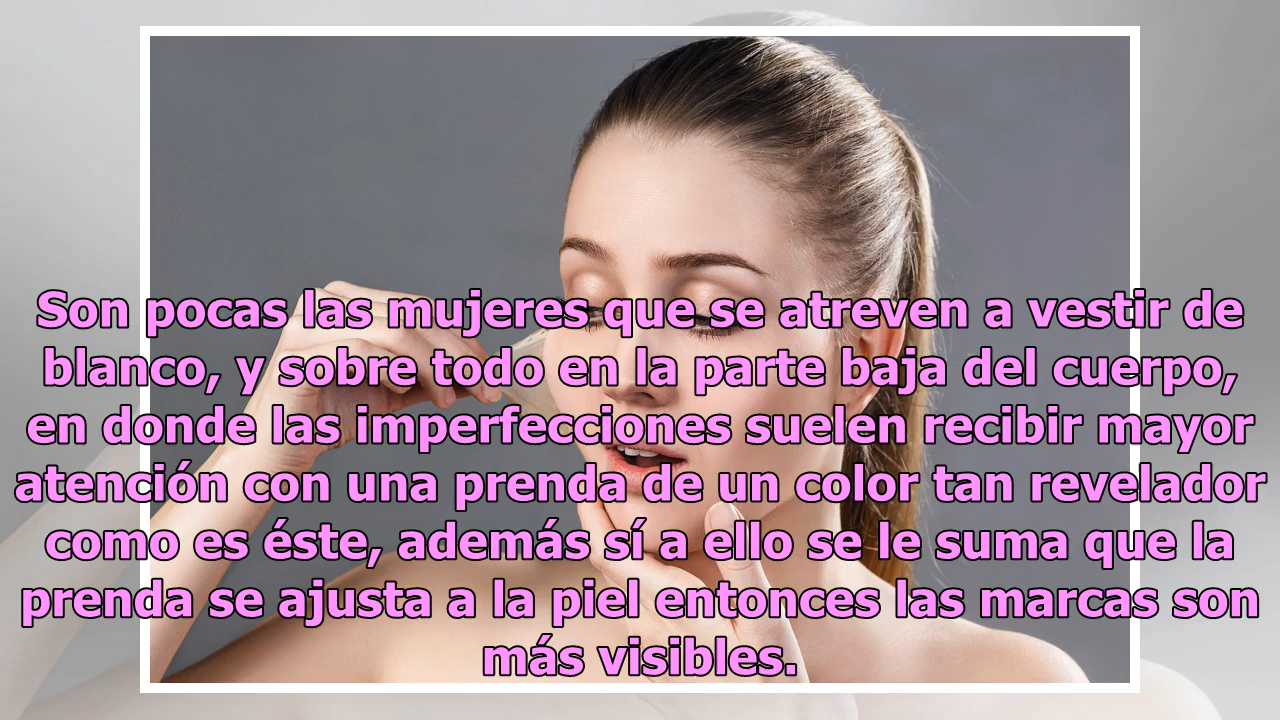 Son pocas las mujeres que se atreven a vestir de
blanco, y sobre todo en la parte baja del cuerpo,
en donde las imperfecciones suelen recibir mayor
atención con una prenda de un color tan revelador
como es éste, además sí a ello se le suma que la
prenda se ajusta a la piel entonces las marcas son
más visibles.